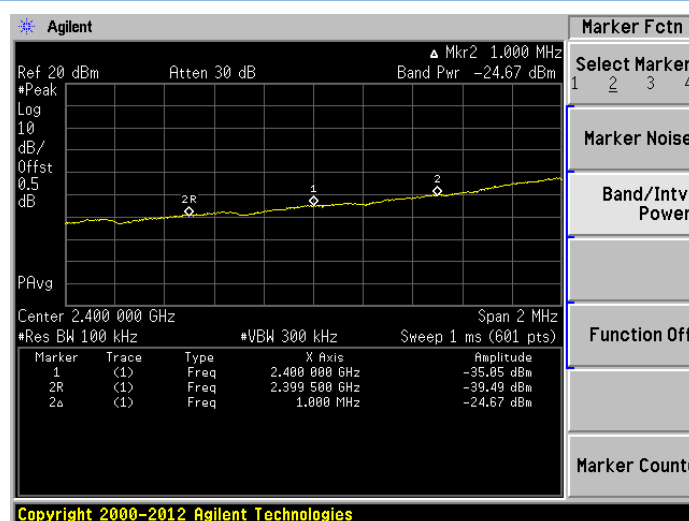 Agilent
Marker Fctn
Δ Mkr2 1.000 MHz
Ref 20 dBm Atten 30 dB Band Pwr -24.67 dBm
#Peak
Log
10
dB/
Offst
0.5
dB
2R
1
2
PAvg
Center 2.400 000 GHz Span 2 MHz
#Res BW 100 kHz #VBW 300 kHz Sweep 1 ms (601 pts)
Marker Trace Type X Axis Amplitude
1 (1) Freq 2.400 000 GHz -35.05 dBm
2R (1) Freq 2.399 500 GHz -39.49 dBm
2Δ (1) Freq 1.000 MHz -24.67 dBm
Copyright 2000-2012 Agilent Technologies
Select Marker
1 2 3 4
Marker Noise
Band/Intv
Power
Function Off
Marker Count